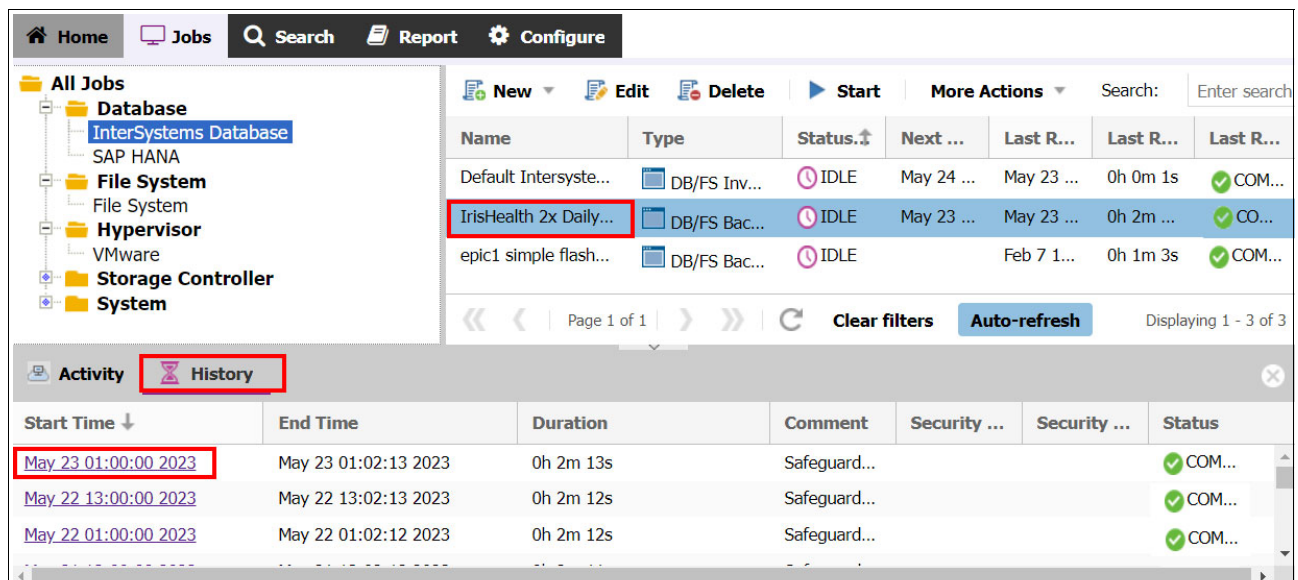 Home Jobs Search Report Configure
All Jobs
Database
InterSystems Database
SAP HANA
File System
File System
Hypervisor
VMware
Storage Controller
System
New Edit Delete Start More Actions Search: Enter search
Name Type Status. Next ... Last R... Last R... Last R...
Default Intersyste... DB/FS Inv... IDLE May 24 ... May 23 ... 0h 0m 1s COM...
IrisHealth 2x Daily... DB/FS Bac... IDLE May 23 ... May 23 ... 0h 2m ... CO...
epic1 simple flash... DB/FS Bac... IDLE Feb 7 1... 0h 1m 3s COM...
Page 1 of 1 Clear filters Auto-refresh Displaying 1 - 3 of 3
Activity History
Start Time End Time Duration Comment Security ... Security ... Status
May 23 01:00:00 2023 May 23 01:02:13 2023 0h 2m 13s Safeguard... COM...
May 22 13:00:00 2023 May 22 13:02:13 2023 0h 2m 12s Safeguard... COM...
May 22 01:00:00 2023 May 22 01:02:12 2023 0h 2m 12s Safeguard... COM...